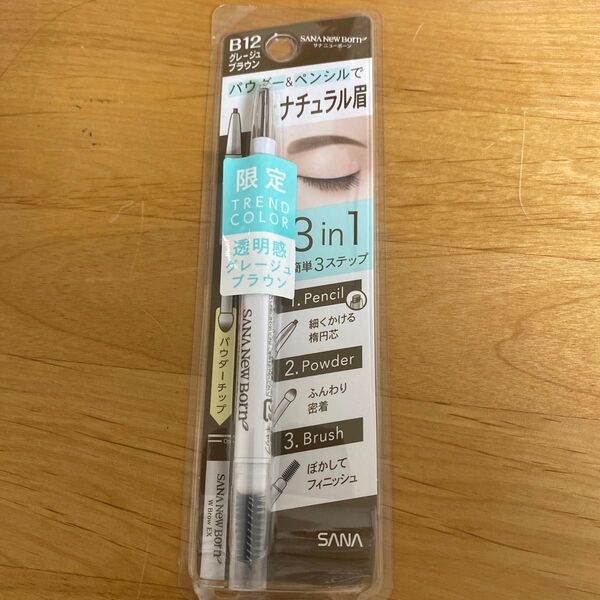 B12
グレージュ
ブラウン
SANA New Born
サナ ニューボーン
パウダー&ペンシルで
ナチュラル眉
限定
TREND
COLOR
透明感
グレージュ
ブラウン
3 in 1
簡単3ステップ
1. Pencil
細くかける
楕円芯
2. Powder
ふんわり
密着
3. Brush
ぼかして
フィニッシュ
パウダーチップ
SANA New Born
SANA New Born
W Brow EX
SANA